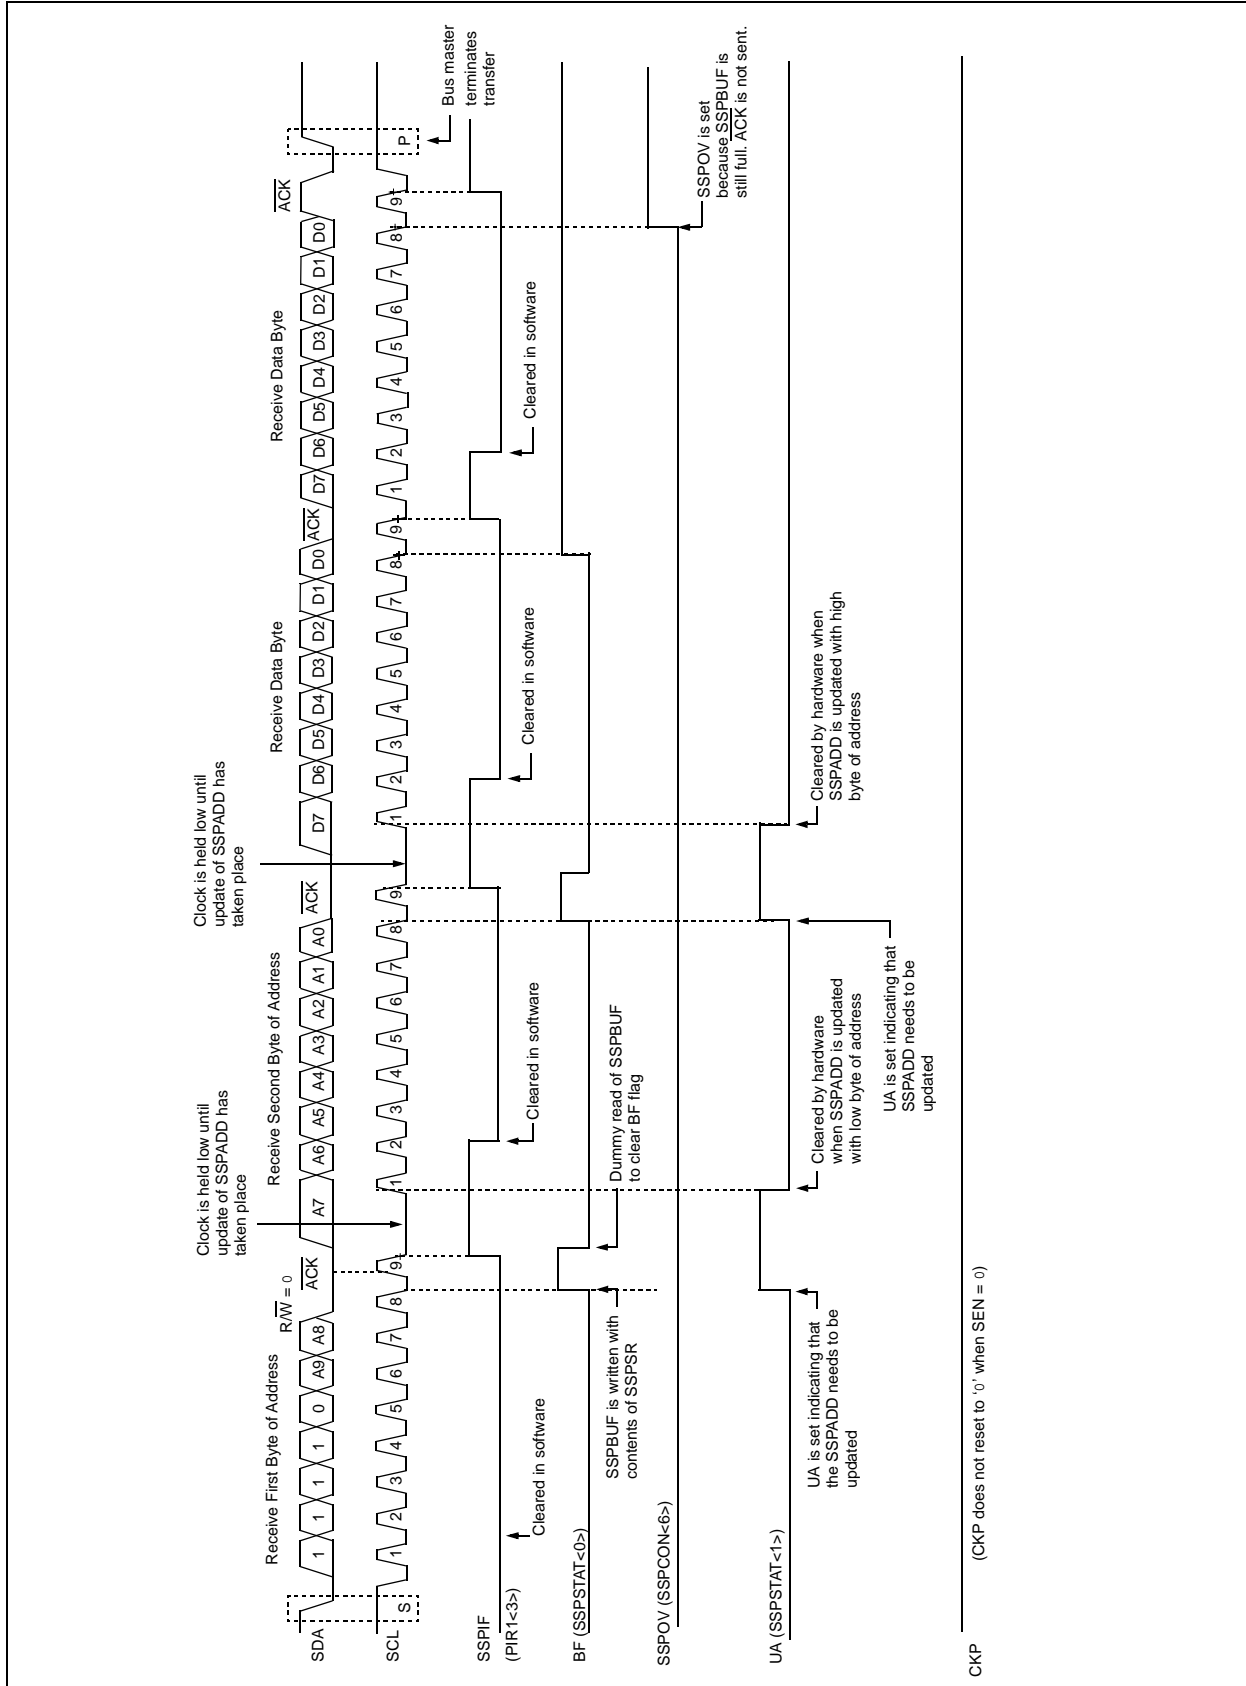 Receive First Byte of Address
R/W = 0
ACK
Clock is held low until
update of SSPADD has
taken place
Receive Second Byte of Address
ACK
Clock is held low until
update of SSPADD has
taken place
Receive Data Byte
ACK
Receive Data Byte
ACK
SDA
1 1 1 1 0 A9 A8
A7 A6 A5 A4 A3 A2 A1 A0
D7 D6 D5 D4 D3 D2 D1 D0
D7 D6 D5 D4 D3 D2 D1 D0
SCL
S
1 2 3 4 5 6 7 8 9
1 2 3 4 5 6 7 8 9
1 2 3 4 5 6 7 8 9
1 2 3 4 5 6 7 8 9
P
Bus master
terminates
transfer
SSPIF
(PIR1<3>)
Cleared in software
Cleared in software
Cleared in software
Cleared in software
BF (SSPSTAT<0>)
SSPBUF is written with
contents of SSPSR
Dummy read of SSPBUF
to clear BF flag
SSPOV (SSPCON<6>)
SSPOV is set
because SSPBUF is
still full. ACK is not sent.
UA (SSPSTAT<1>)
UA is set indicating that
the SSPADD needs to be
updated
Cleared by hardware
when SSPADD is updated
with low byte of address
UA is set indicating that
SSPADD needs to be
updated
Cleared by hardware when
SSPADD is updated with high
byte of address
CKP
(CKP does not reset to ‘0’ when SEN = 0)